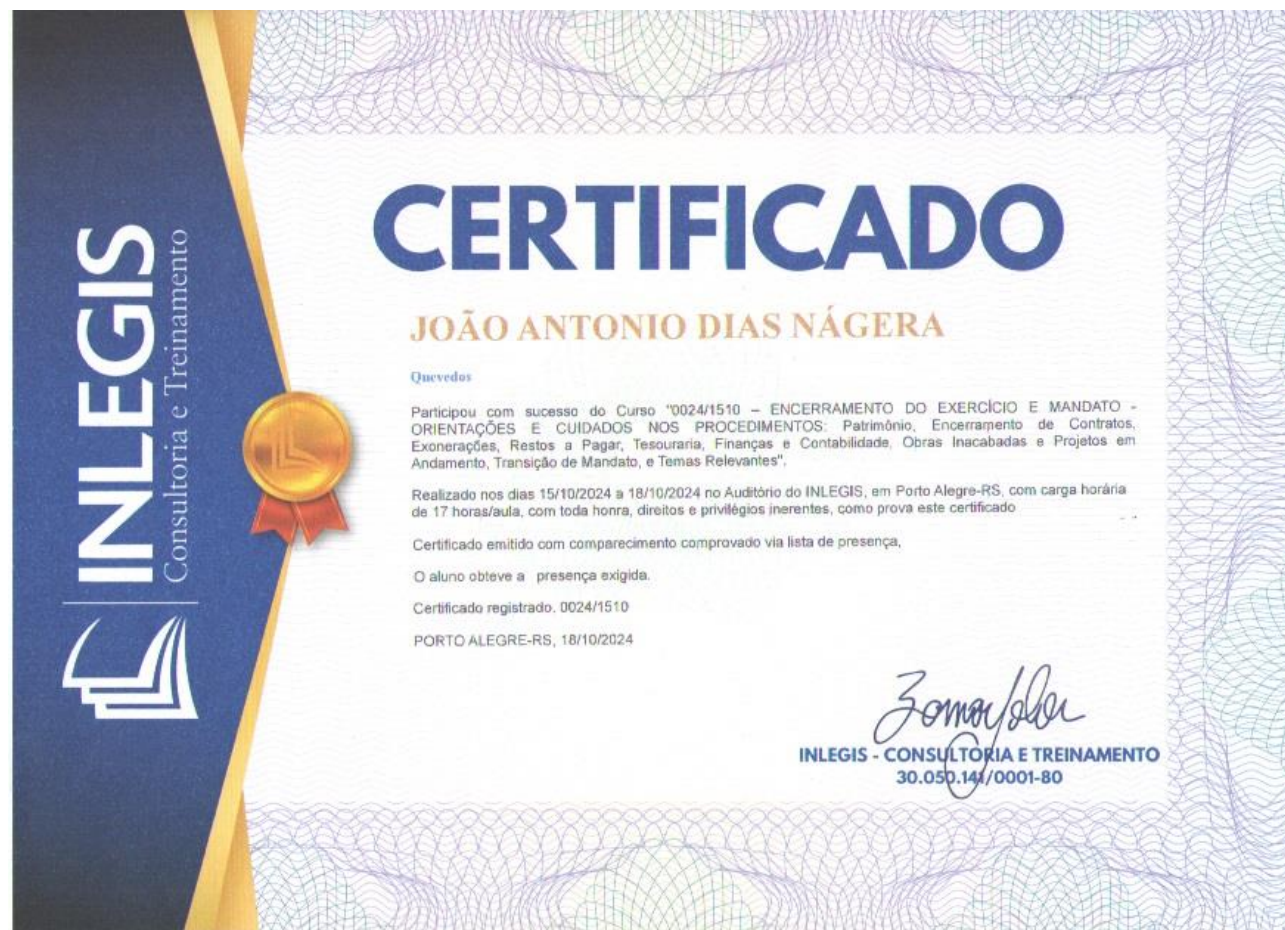 INLEGIS
Consultoria e Treinamento
CERTIFICADO
JOÃO ANTONIO DIAS NÁGERA
Quevedos
Participou com sucesso do Curso "0024/1510 – ENCERRAMENTO DO EXERCÍCIO E MANDATO -
ORIENTAÇÕES E CUIDADOS NOS PROCEDIMENTOS: Patrimônio, Encerramento de Contratos,
Exonerações, Restos a Pagar, Tesouraria, Finanças e Contabilidade, Obras Inacabadas e Projetos em
Andamento, Transição de Mandato, e Temas Relevantes".
Realizado nos dias 15/10/2024 a 18/10/2024 no Auditório do INLEGIS, em Porto Alegre-RS, com carga horária
de 17 horas/aula, com toda honra, direitos e privilégios inerentes, como prova este certificado
Certificado emitido com comparecimento comprovado via lista de presença,
O aluno obteve a presença exigida.
Certificado registrado. 0024/1510
PORTO ALEGRE-RS, 18/10/2024
INLEGIS - CONSULTORIA E TREINAMENTO
30.050.141/0001-80